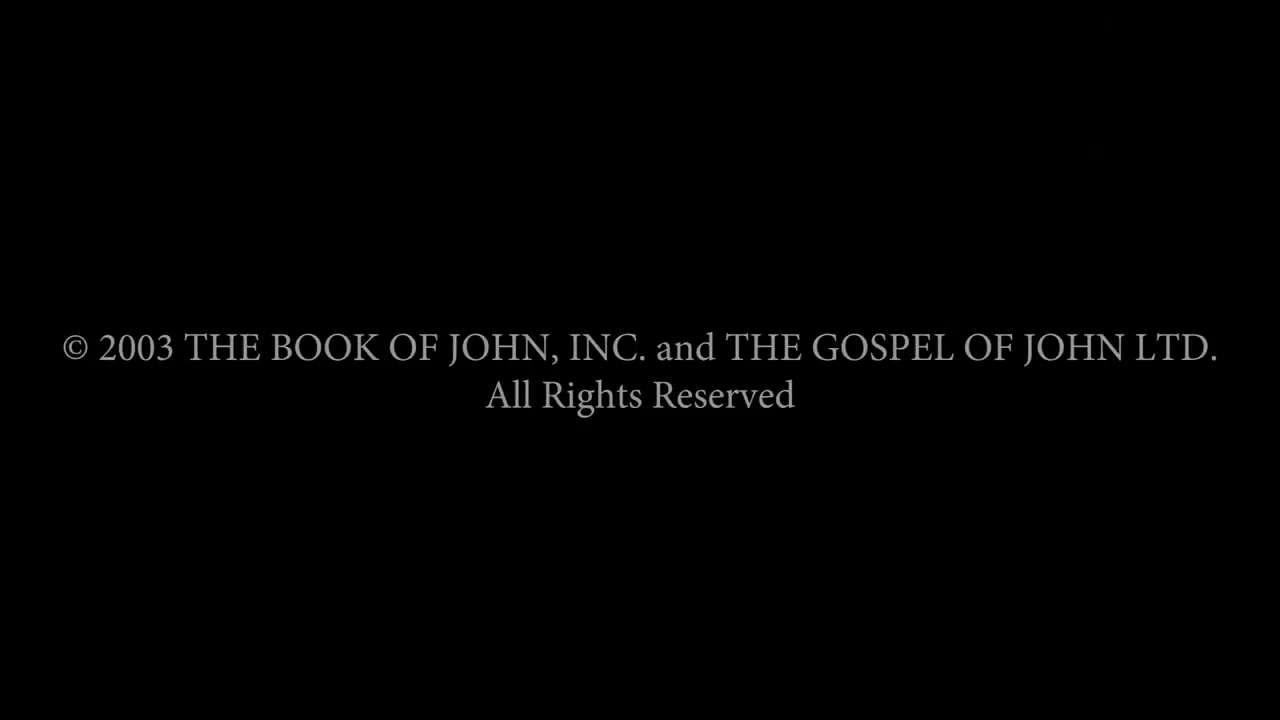 © 2003 THE BOOK OF JOHN, INC. and THE GOSPEL OF JOHN LTD.
All Rights Reserved